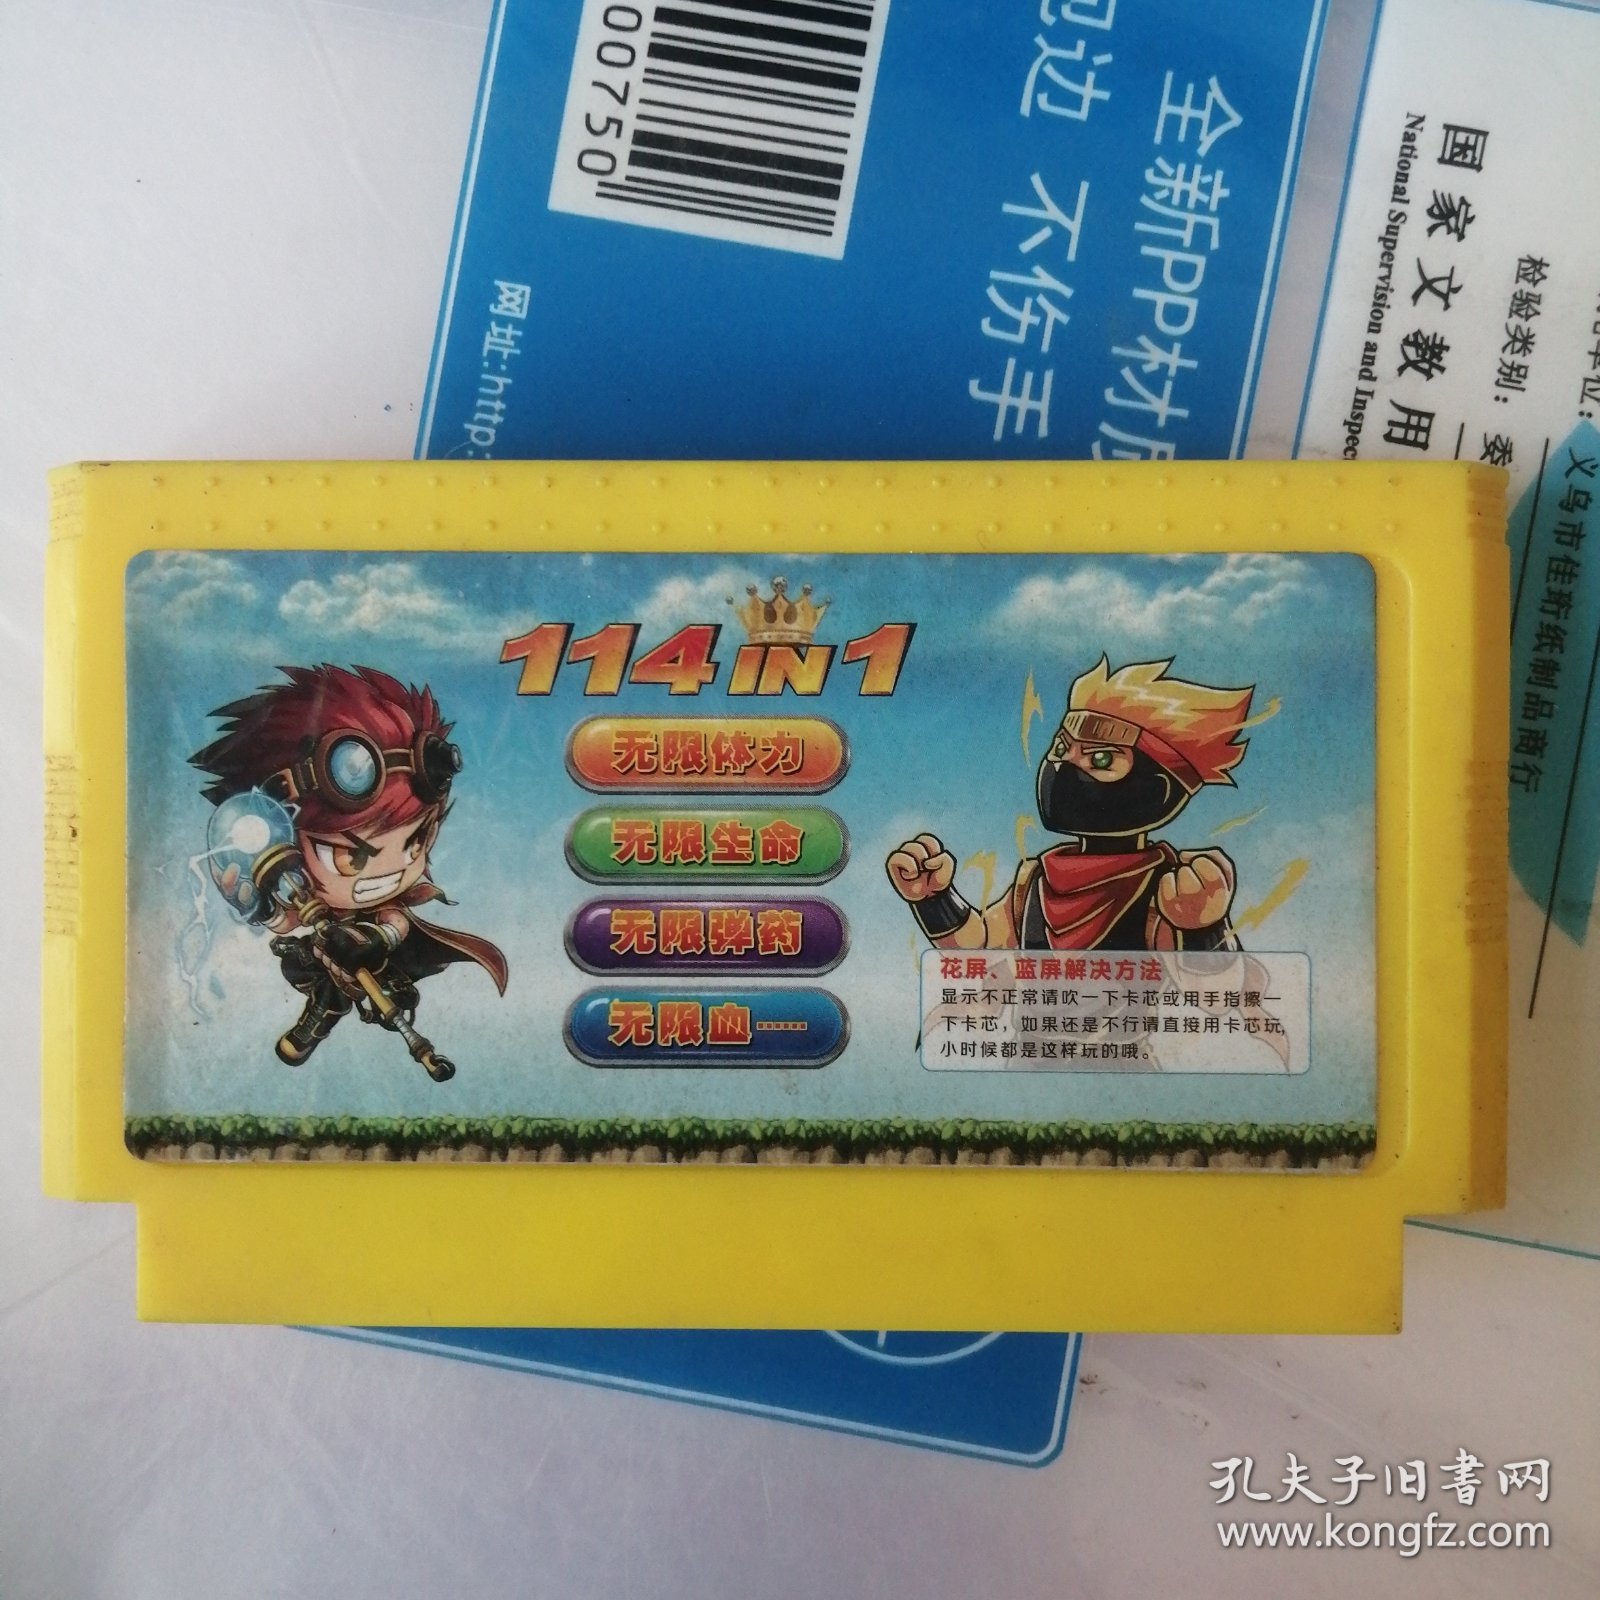 00750
网址:http:
包边 不伤手
全新PP材质
国家文教用
National Supervision and Inspec
检验类别: 委
义乌市佳珩纸制品商行
114 IN 1
无限体力
无限生命
无限弹药
无限血······
花屏、蓝屏解决方法
显示不正常请吹一下卡芯或用手指擦一
下卡芯，如果还是不行请直接用卡芯玩,
小时候都是这样玩的哦。
孔夫子旧书网
www.kongfz.com